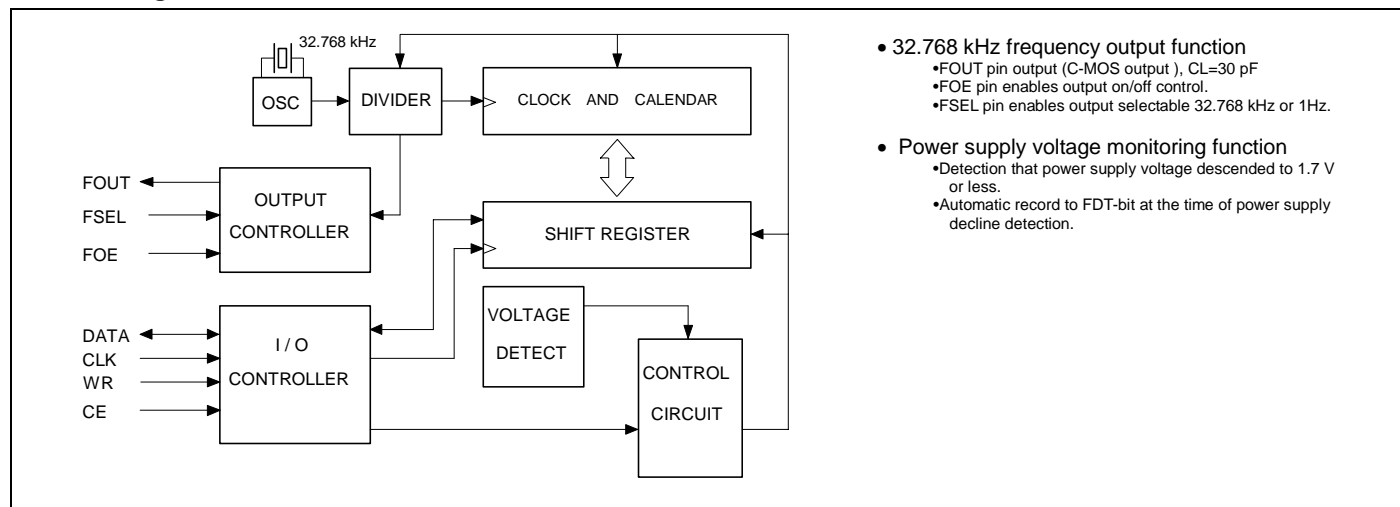 32.768 kHz
OSC
DIVIDER
CLOCK AND CALENDAR
FOUT
FSEL
FOE
OUTPUT
CONTROLLER
SHIFT REGISTER
DATA
CLK
WR
CE
I / O
CONTROLLER
VOLTAGE
DETECT
CONTROL
CIRCUIT
• 32.768 kHz frequency output function
•FOUT pin output (C-MOS output ), CL=30 pF
•FOE pin enables output on/off control.
•FSEL pin enables output selectable 32.768 kHz or 1Hz.
• Power supply voltage monitoring function
•Detection that power supply voltage descended to 1.7 V
or less.
•Automatic record to FDT-bit at the time of power supply
decline detection.